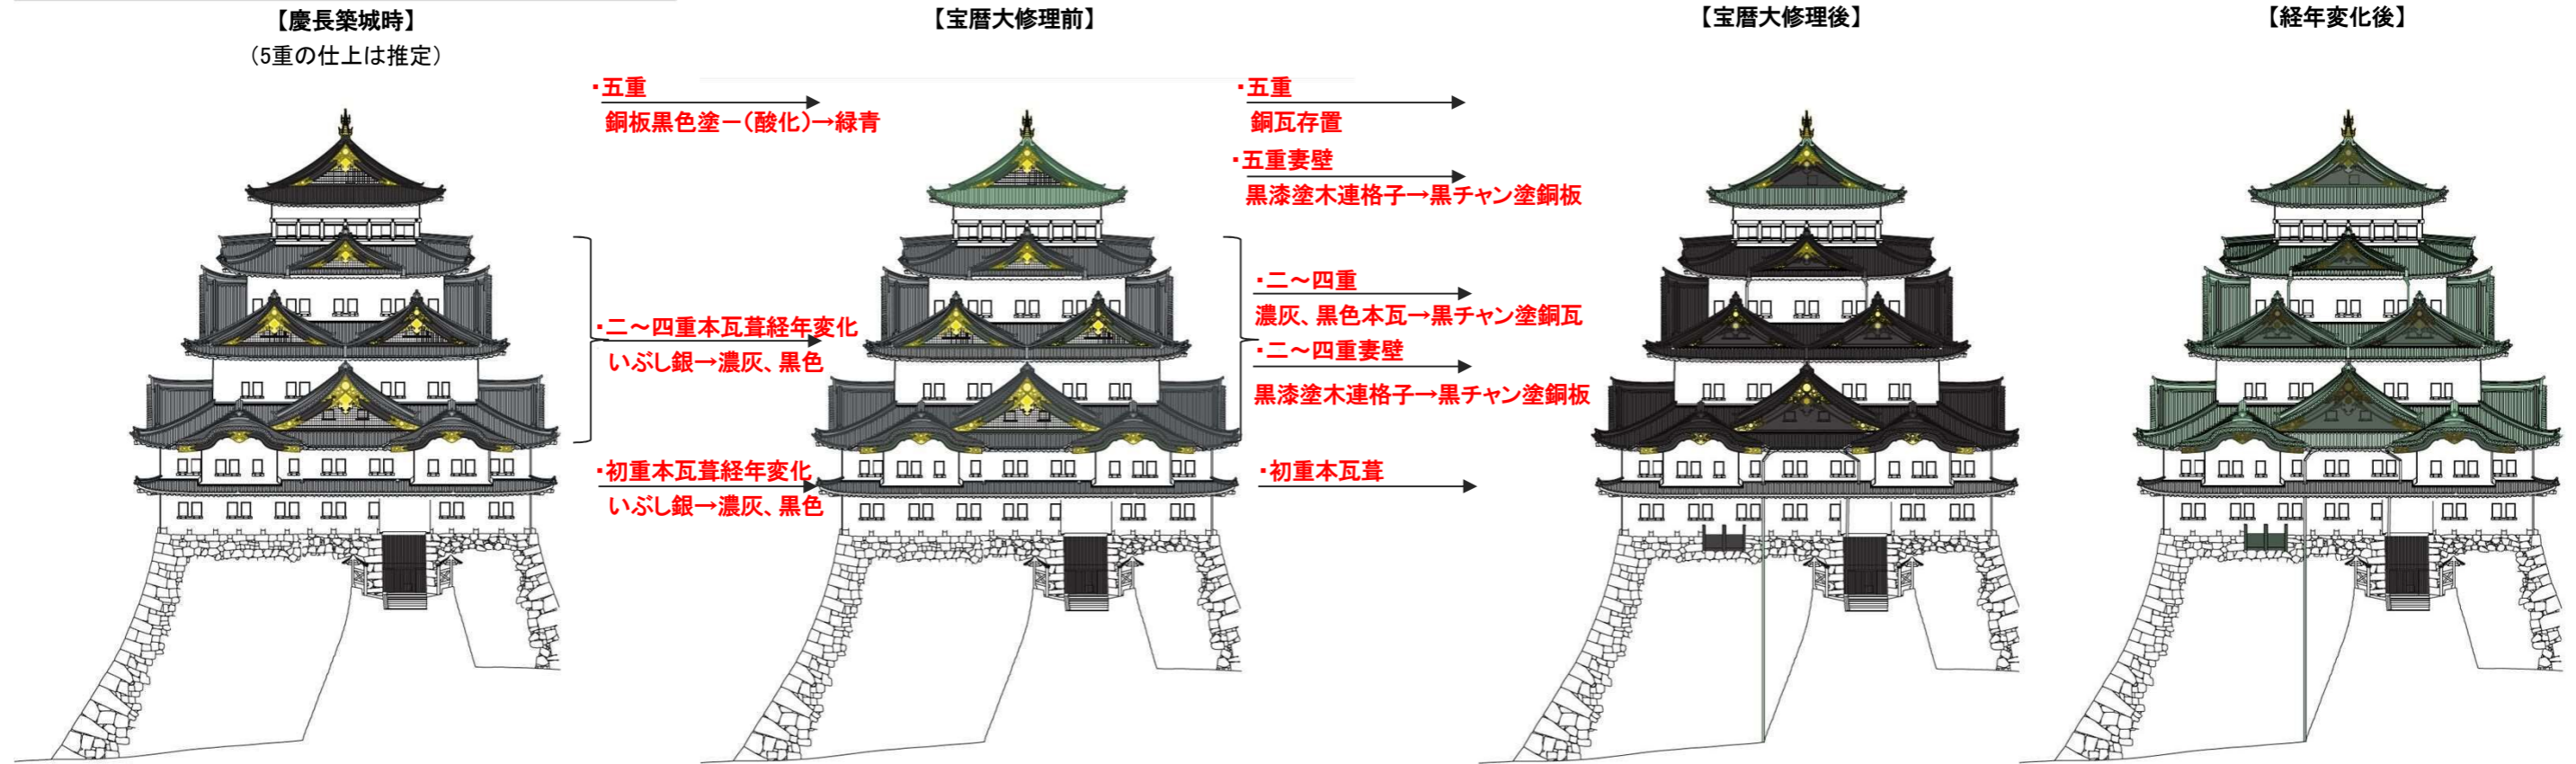 【慶長築城時】
（5重の仕上は推定）
・五重
銅板黒色塗ー（酸化）→緑青
・二～四重本瓦葺経年変化
いぶし銀→濃灰、黒色
・初重本瓦葺経年変化
いぶし銀→濃灰、黒色
【宝暦大修理前】
・五重
銅瓦存置
・五重妻壁
黒漆塗木連格子→黒チャン塗銅板
・二～四重
濃灰、黒色本瓦→黒チャン塗銅瓦
・二～四重妻壁
黒漆塗木連格子→黒チャン塗銅板
・初重本瓦葺
【宝暦大修理後】
【経年変化後】